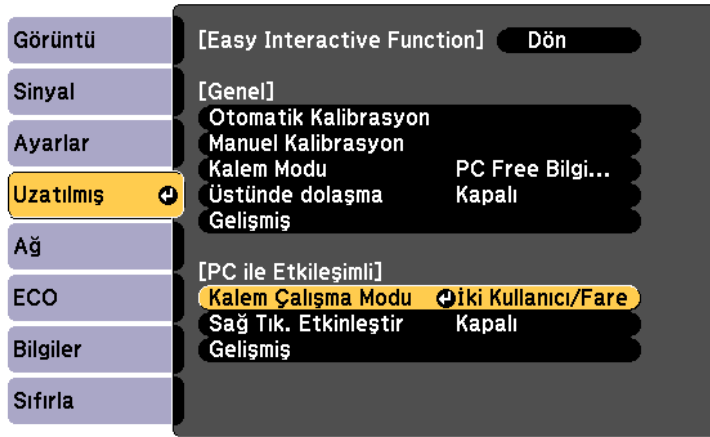 Görüntü
Sinyal
Ayarlar
Uzatılmış
Ağ
ECO
Bilgiler
Sıfırla
[Easy Interactive Function] Dön
[Genel]
Otomatik Kalibrasyon
Manuel Kalibrasyon
Kalem Modu PC Free Bilgi...
Üstünde dolaşma Kapalı
Gelişmiş
[PC ile Etkileşimli]
Kalem Çalışma Modu İki Kullanıcı/Fare
Sağ Tık. Etkinleştir Kapalı
Gelişmiş